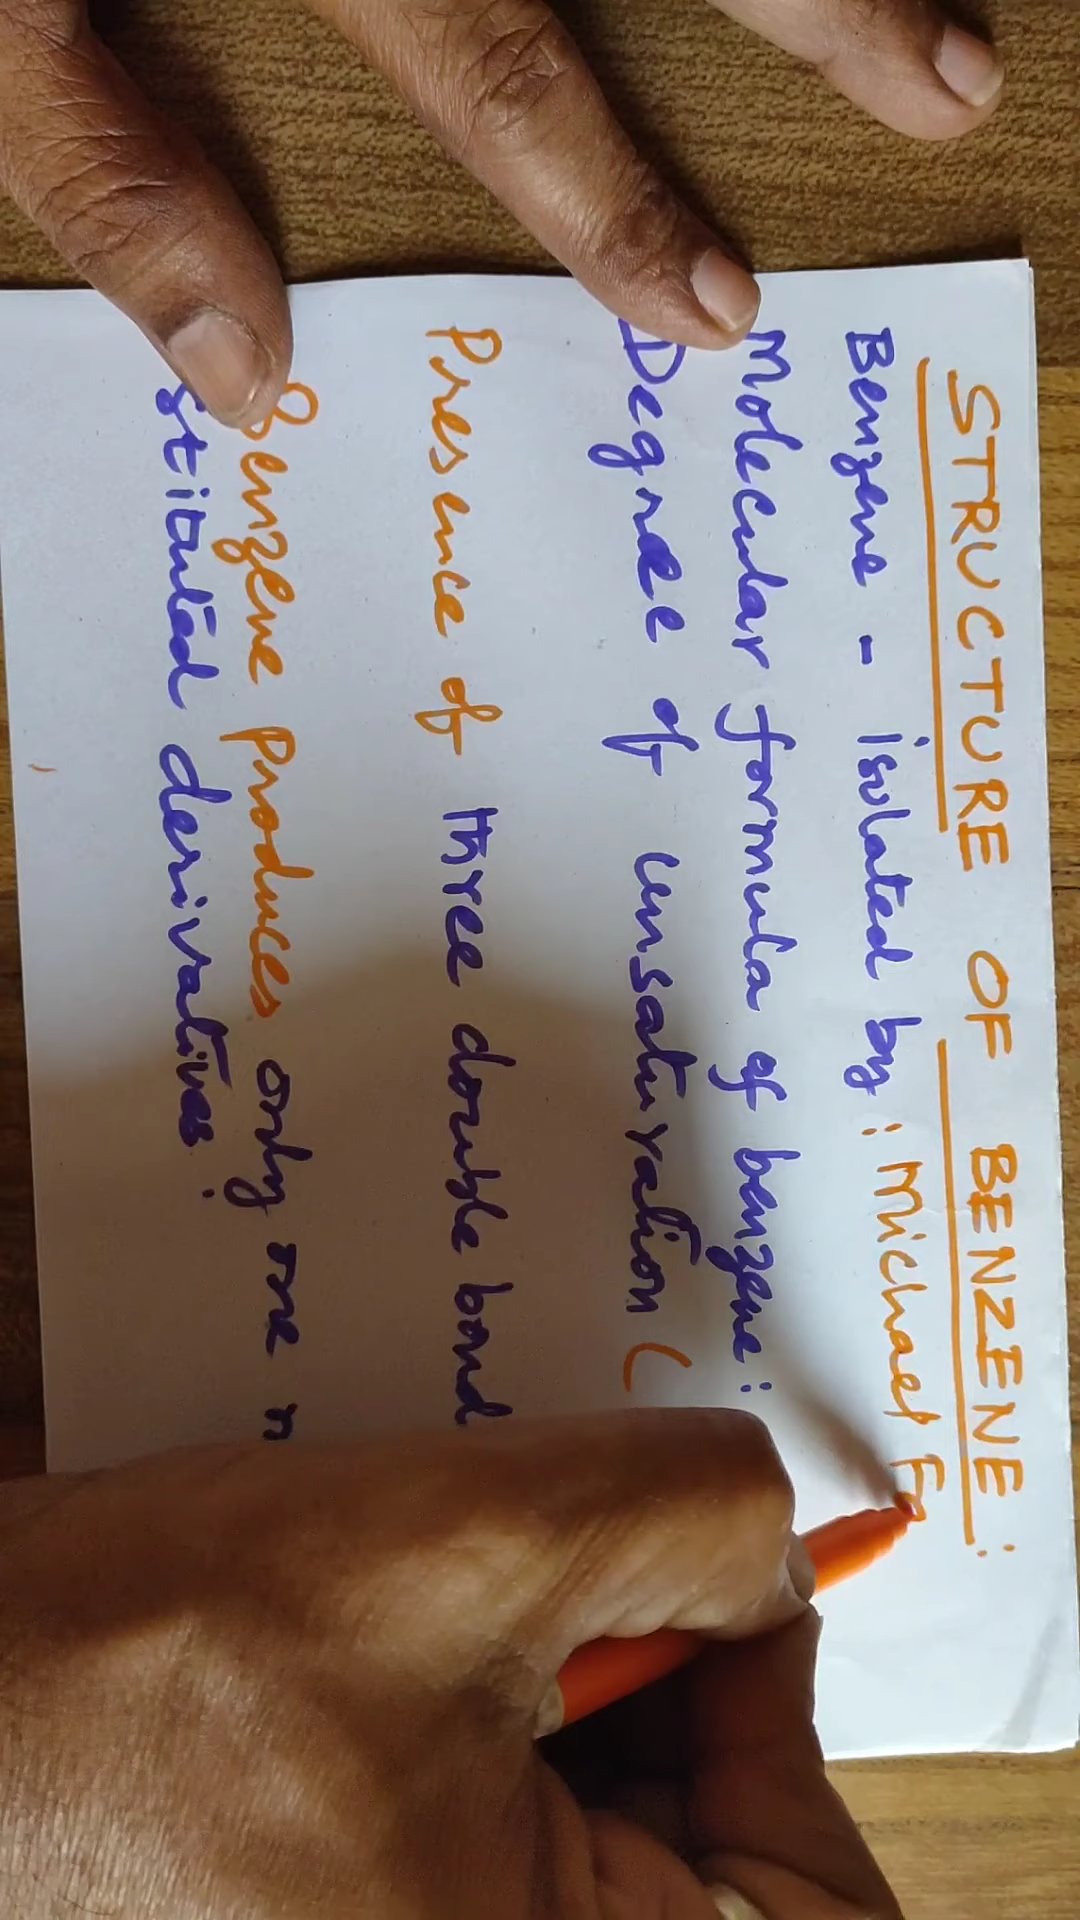 STRUCTURE OF BENZENE:
Benzene - isolated by: Michael Fa
Molecular formula of benzene:
Degree of unsaturation (
Presence of three double bond
Benzene produces only one
stituted derivatives